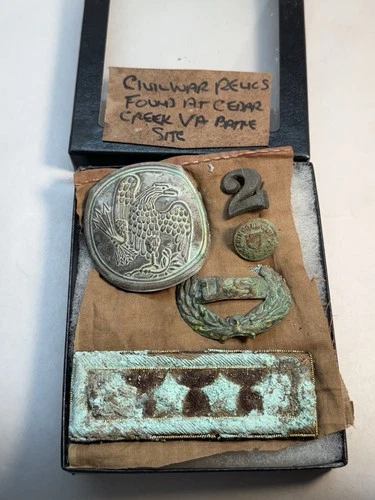 CIVIL WAR RELICS
FOUND AT CEDAR
CREEK VA BATTLE
SITE
2